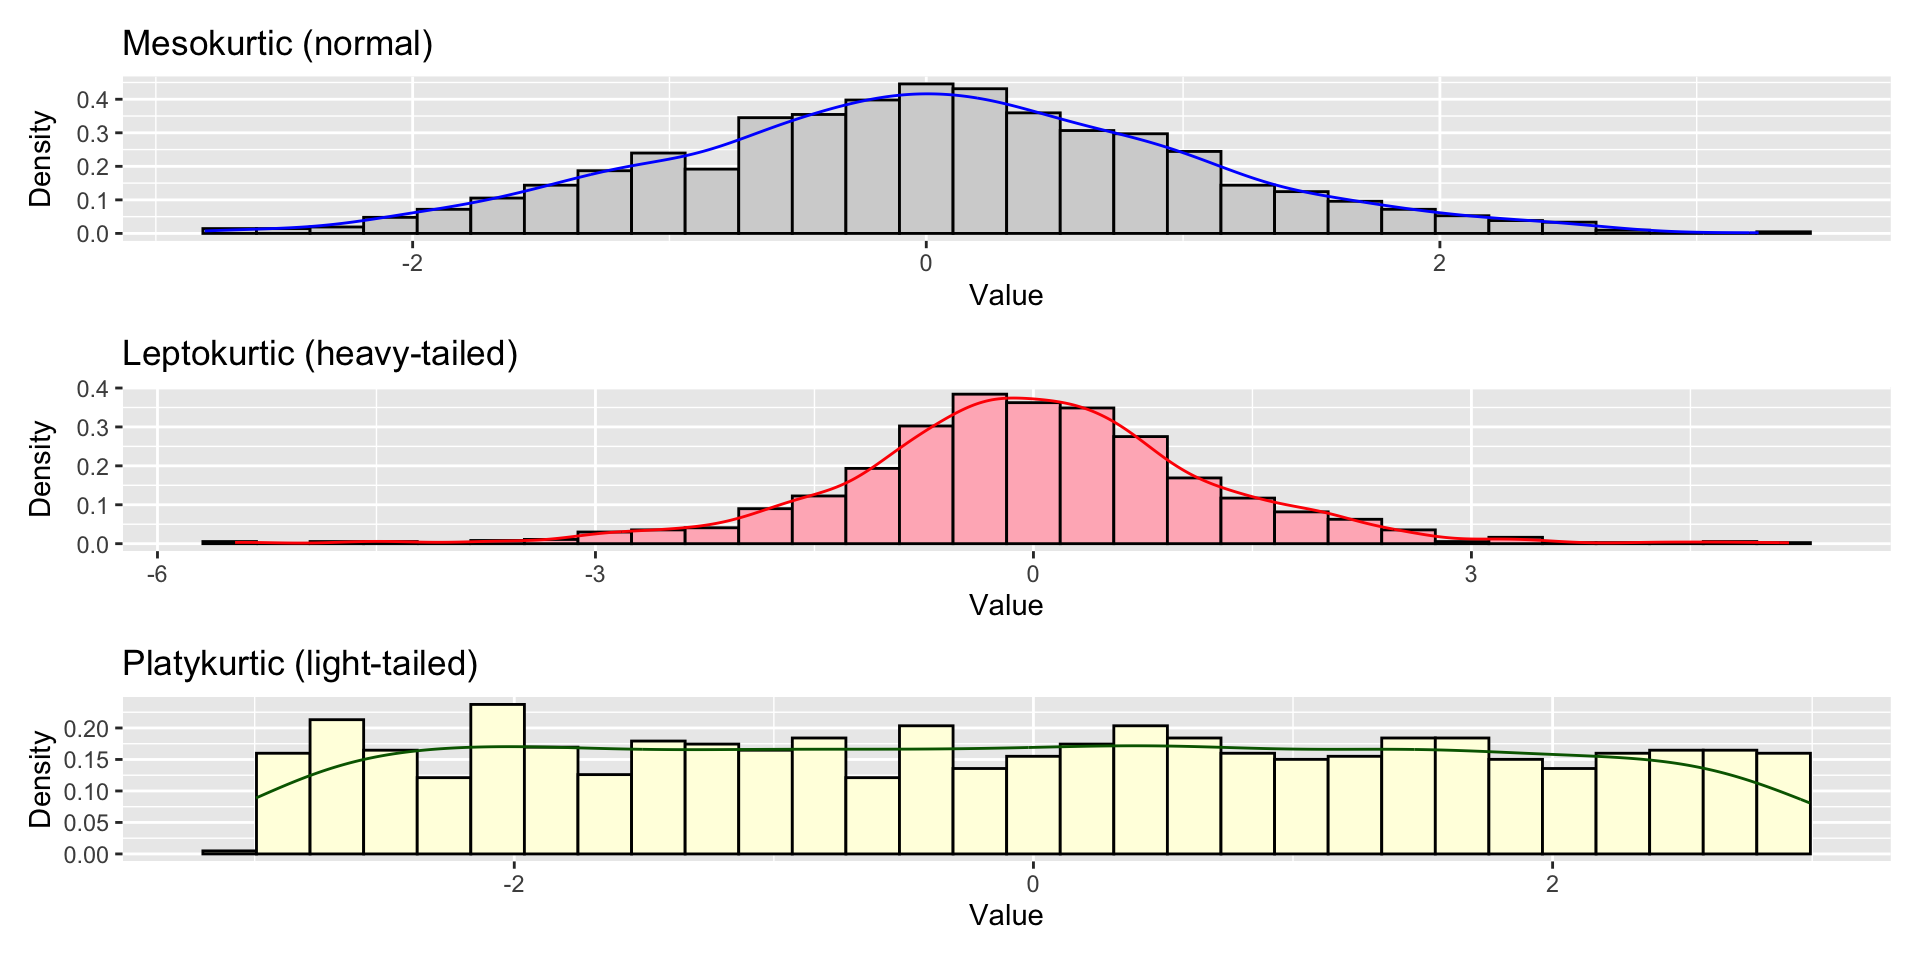 Mesokurtic (normal)
Density
0.4
0.3
0.2
0.1
0.0
-2 0 2
Value
Leptokurtic (heavy-tailed)
Density
0.4
0.3
0.2
0.1
0.0
-6 -3 0 3
Value
Platykurtic (light-tailed)
Density
0.20
0.15
0.10
0.05
0.00
-2 0 2
Value